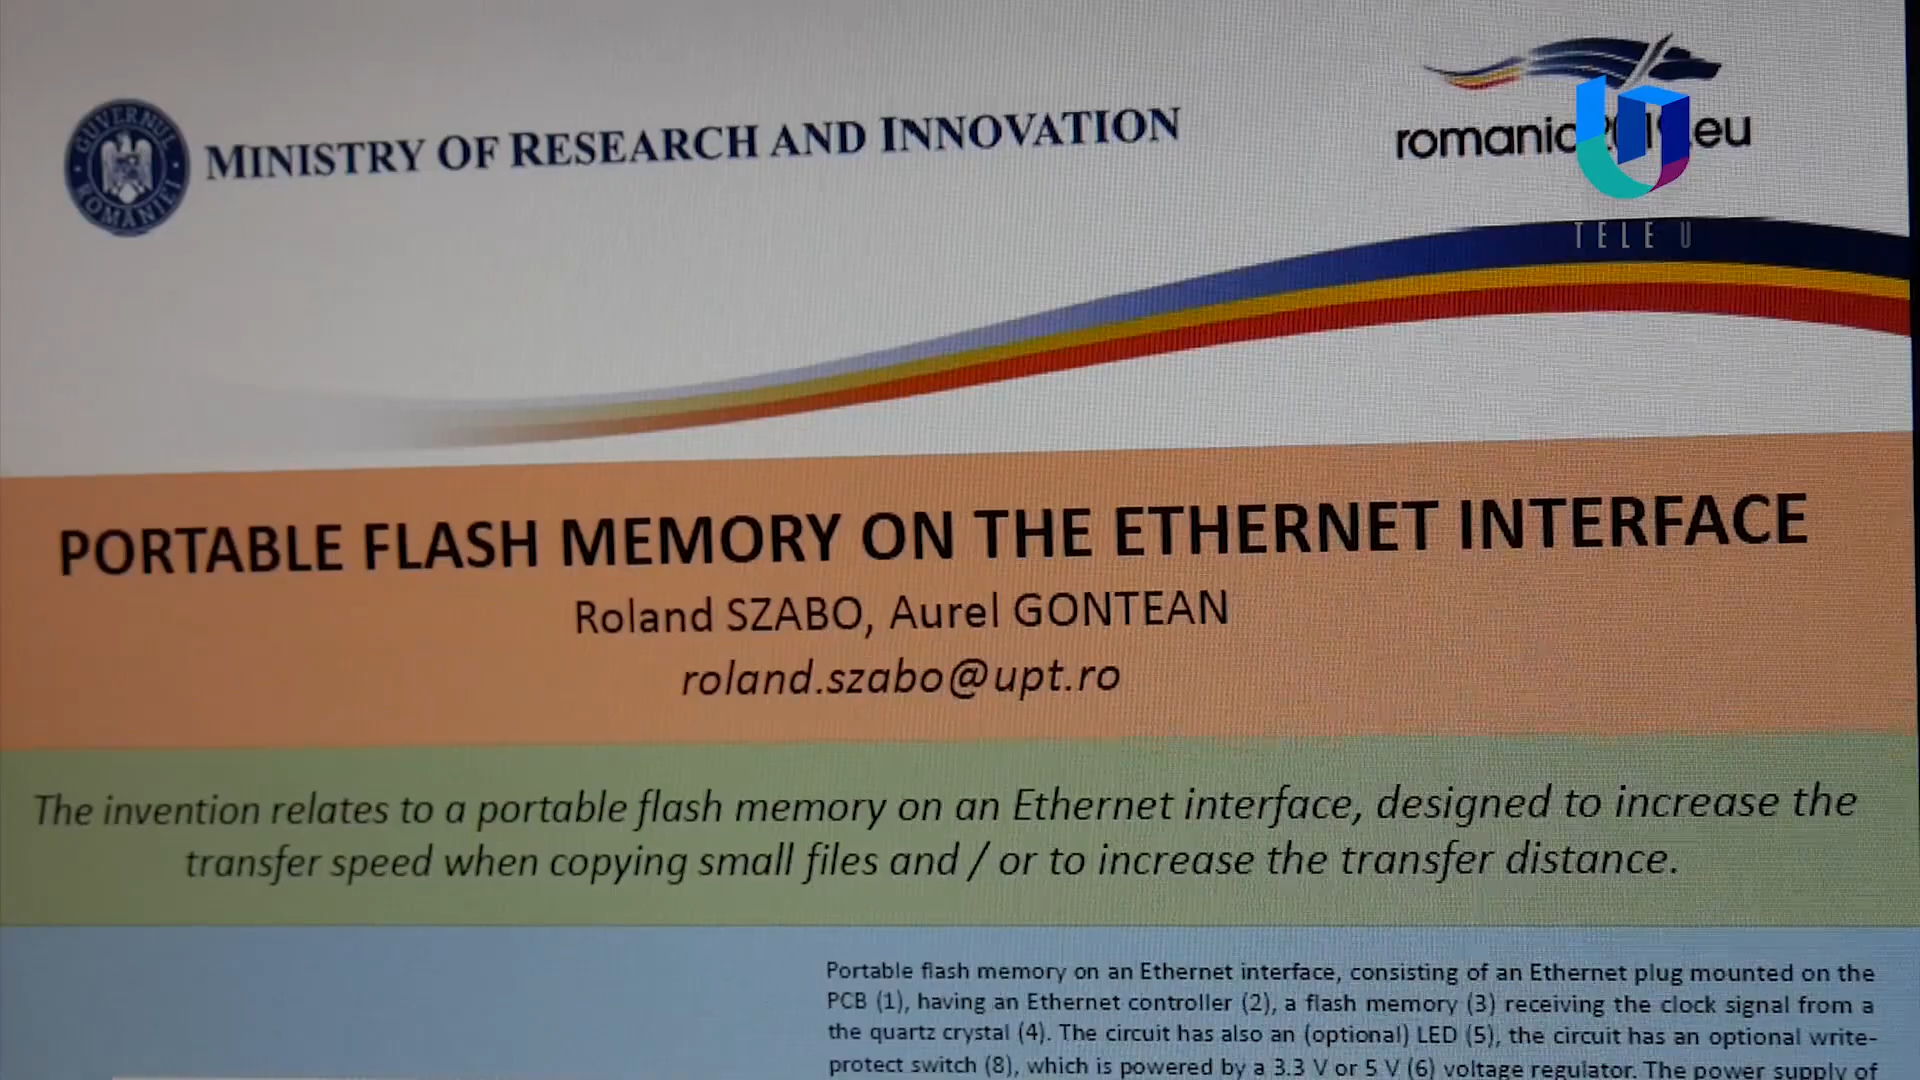 GUVERNUL ROMÂNIEI
MINISTRY OF RESEARCH AND INNOVATION
romania2019.eu
TELE U
PORTABLE FLASH MEMORY ON THE ETHERNET INTERFACE
Roland SZABO, Aurel GONTEAN
roland.szabo@upt.ro
The invention relates to a portable flash memory on an Ethernet interface, designed to increase the
transfer speed when copying small files and / or to increase the transfer distance.
Portable flash memory on an Ethernet interface, consisting of an Ethernet plug mounted on the
PCB (1), having an Ethernet controller (2), a flash memory (3) receiving the clock signal from a
the quartz crystal (4). The circuit has also an (optional) LED (5), the circuit has an optional write-
protect switch (8), which is powered by a 3.3 V or 5 V (6) voltage regulator. The power supply of